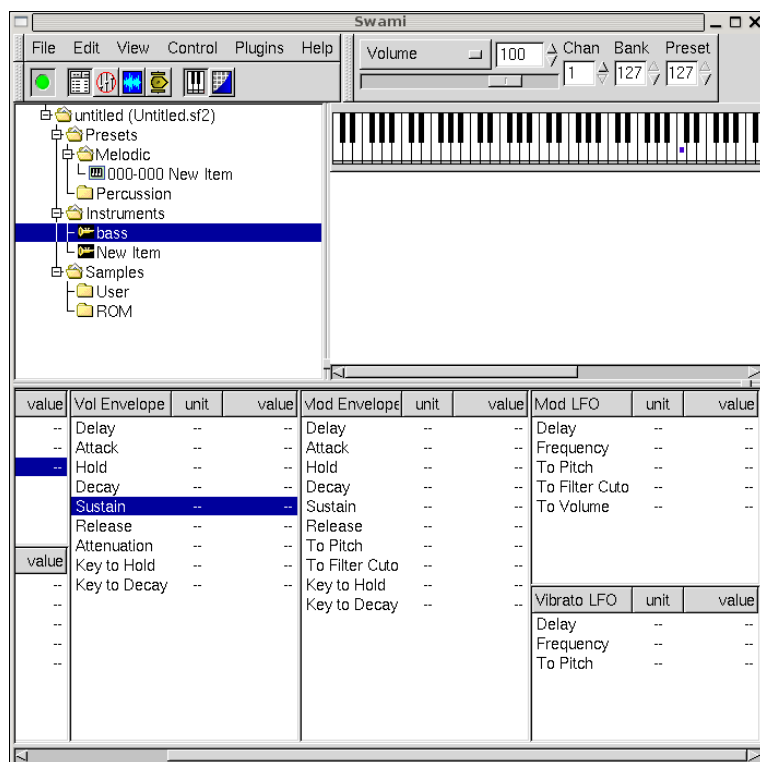 Swami
File Edit View Control Plugins Help
Volume 100 Chan Bank Preset
1 127 127
untitled (Untitled.sf2)
Presets
Melodic
000-000 New Item
Percussion
Instruments
bass
New Item
Samples
User
ROM
value Vol Envelope unit value Mod Envelope unit value Mod LFO unit value
-- Delay -- -- Delay -- -- Delay -- --
-- Attack -- -- Attack -- -- Frequency -- --
-- Hold -- -- Hold -- -- To Pitch -- --
Decay -- -- Decay -- -- To Filter Cuto -- --
Sustain -- -- Sustain -- -- To Volume -- --
Release -- -- Release -- --
Attenuation -- -- To Pitch -- --
value Key to Hold -- -- To Filter Cuto -- --
-- Key to Decay -- -- Key to Hold -- --
-- Key to Decay -- -- Vibrato LFO unit value
-- Delay -- --
-- Frequency -- --
-- To Pitch -- --